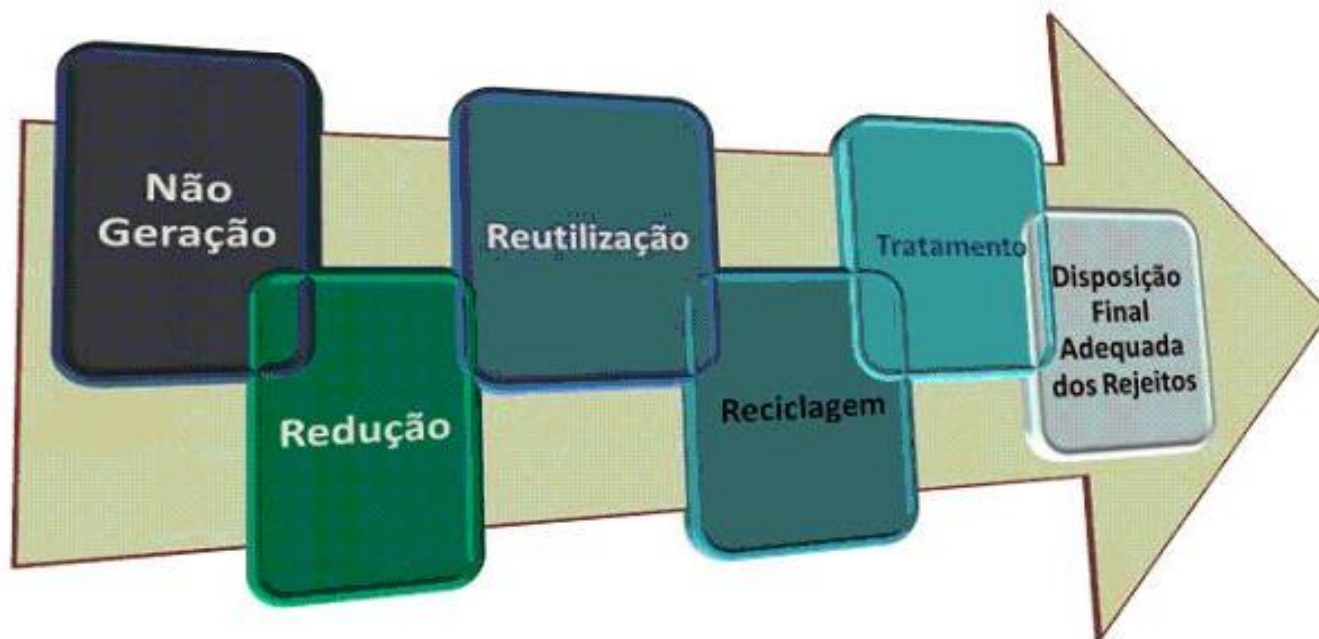 Não
Geração
Redução
Reutilização
Reciclagem
Tratamento
Disposição
Final
Adequada
dos Rejeitos